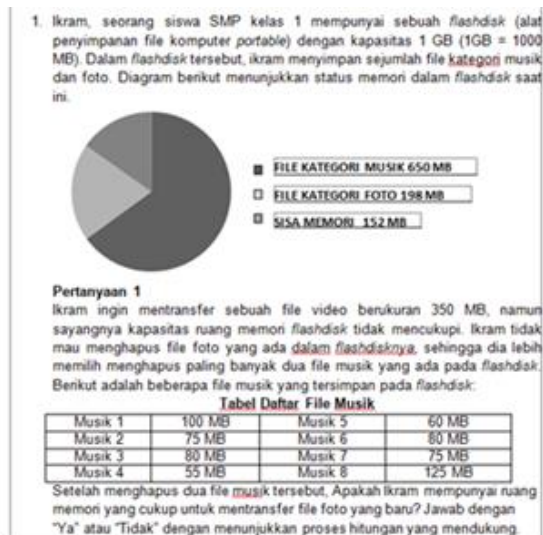 1. Ikram, seorang siswa SMP kelas 1 mempunyai sebuah flashdisk (alat
penyimpanan file komputer portable) dengan kapasitas 1 GB (1GB = 1000
MB). Dalam flashdisk tersebut, ikram menyimpan sejumlah file kategori musik
dan foto. Diagram berikut menunjukkan status memori dalam flashdisk saat
ini.
FILE KATEGORI MUSIK 650 MB
FILE KATEGORI FOTO 198 MB
SISA MEMORI 152 MB
Pertanyaan 1
Ikram ingin mentransfer sebuah file video berukuran 350 MB, namun
sayangnya kapasitas ruang memori flashdisk tidak mencukupi. Ikram tidak
mau menghapus file foto yang ada dalam flashdisknya, sehingga dia lebih
memilih menghapus paling banyak dua file musik yang ada pada flashdisk.
Berikut adalah beberapa file musik yang tersimpan pada flashdisk:
Tabel Daftar File Musik
Musik 1 100 MB Musik 5 60 MB
Musik 2 75 MB Musik 6 80 MB
Musik 3 80 MB Musik 7 75 MB
Musik 4 55 MB Musik 8 125 MB
Setelah menghapus dua file musik tersebut, Apakah Ikram mempunyai ruang
memori yang cukup untuk mentransfer file foto yang baru? Jawab dengan
"Ya" atau "Tidak" dengan menunjukkan proses hitungan yang mendukung.